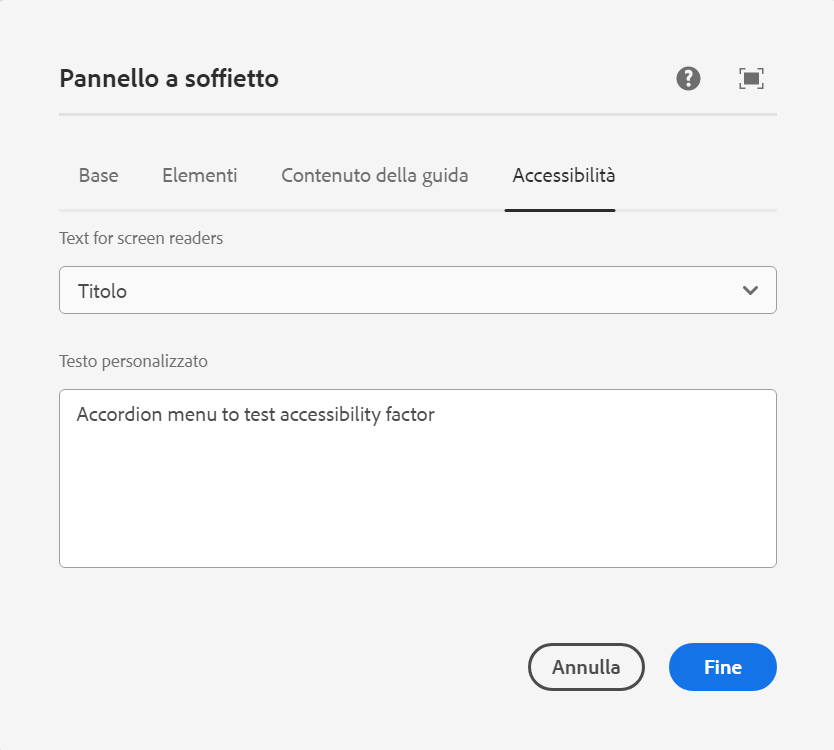 Pannello a soffietto
Base Elementi Contenuto della guida Accessibilità
Text for screen readers
Titolo
Testo personalizzato
Accordion menu to test accessibility factor
Annulla Fine